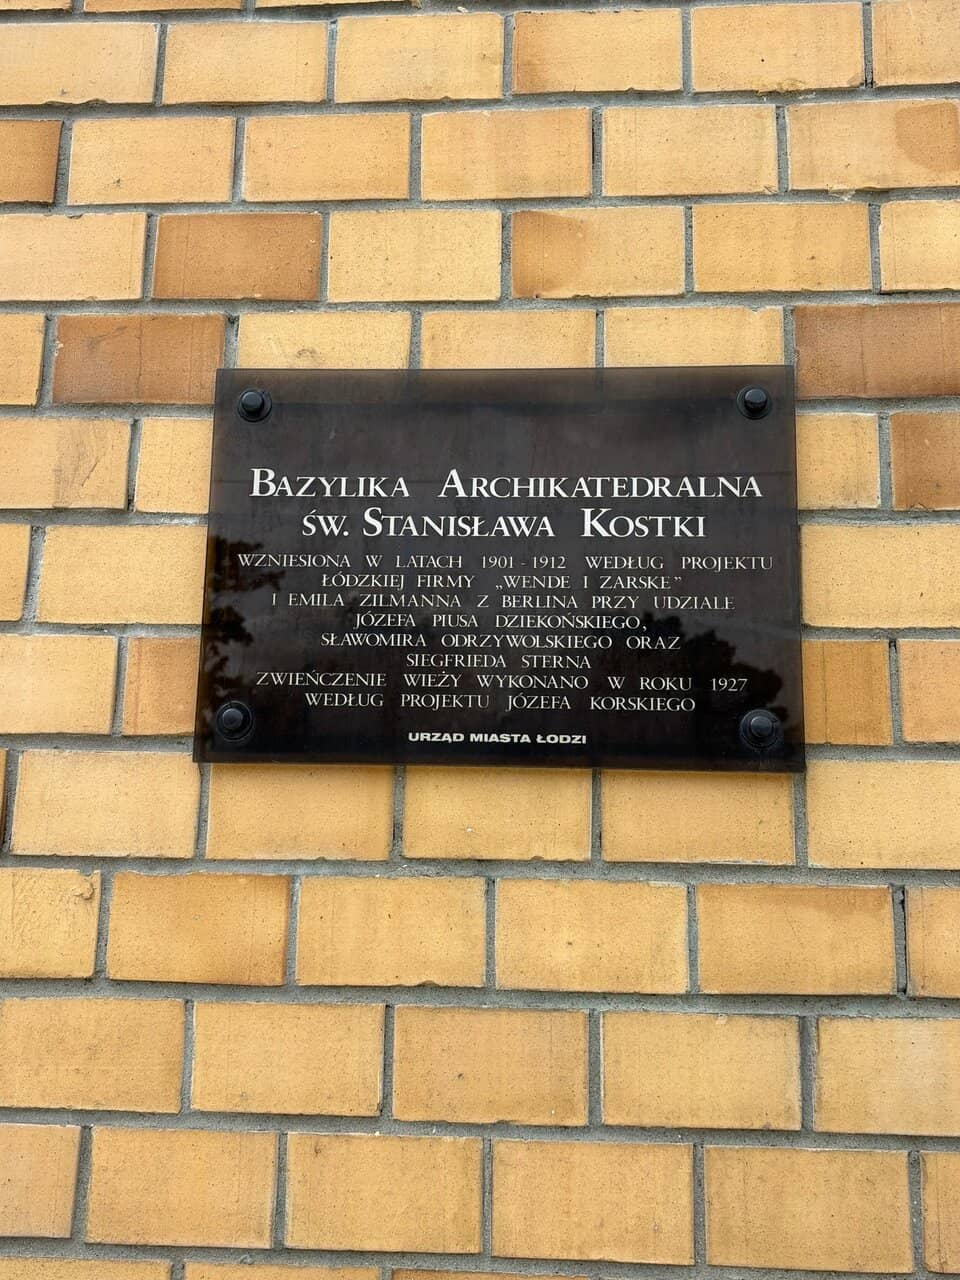 BAZYLIKA ARCHIKATEDRALNA
ŚW. STANISŁAWA KOSTKI
WZNIESIONA W LATACH 1901-1912 WEDŁUG PROJEKTU
ŁÓDZKIEJ FIRMY „WENDE I ZARSKE”
I EMILA ZILMANNA Z BERLINA PRZY UDZIALE
JÓZEFA PIUSA DZIEKOŃSKIEGO,
SŁAWOMIRA ODRZYWOLSKIEGO ORAZ
SIEGFRIEDA STERNA
ZWIEŃCZENIE WIEŻY WYKONANO W ROKU 1927
WEDŁUG PROJEKTU JÓZEFA KORSKIEGO
URZĄD MIASTA ŁODZI